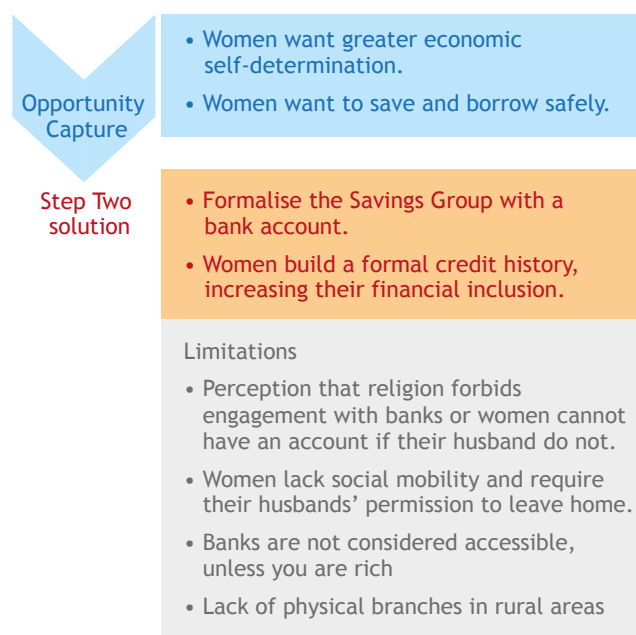 Opportunity
Capture
• Women want greater economic
self-determination.
• Women want to save and borrow safely.
Step Two
solution
• Formalise the Savings Group with a
bank account.
• Women build a formal credit history,
increasing their financial inclusion.
Limitations
• Perception that religion forbids
engagement with banks or women cannot
have an account if their husband do not.
• Women lack social mobility and require
their husbands’ permission to leave home.
• Banks are not considered accessible,
unless you are rich
• Lack of physical branches in rural areas